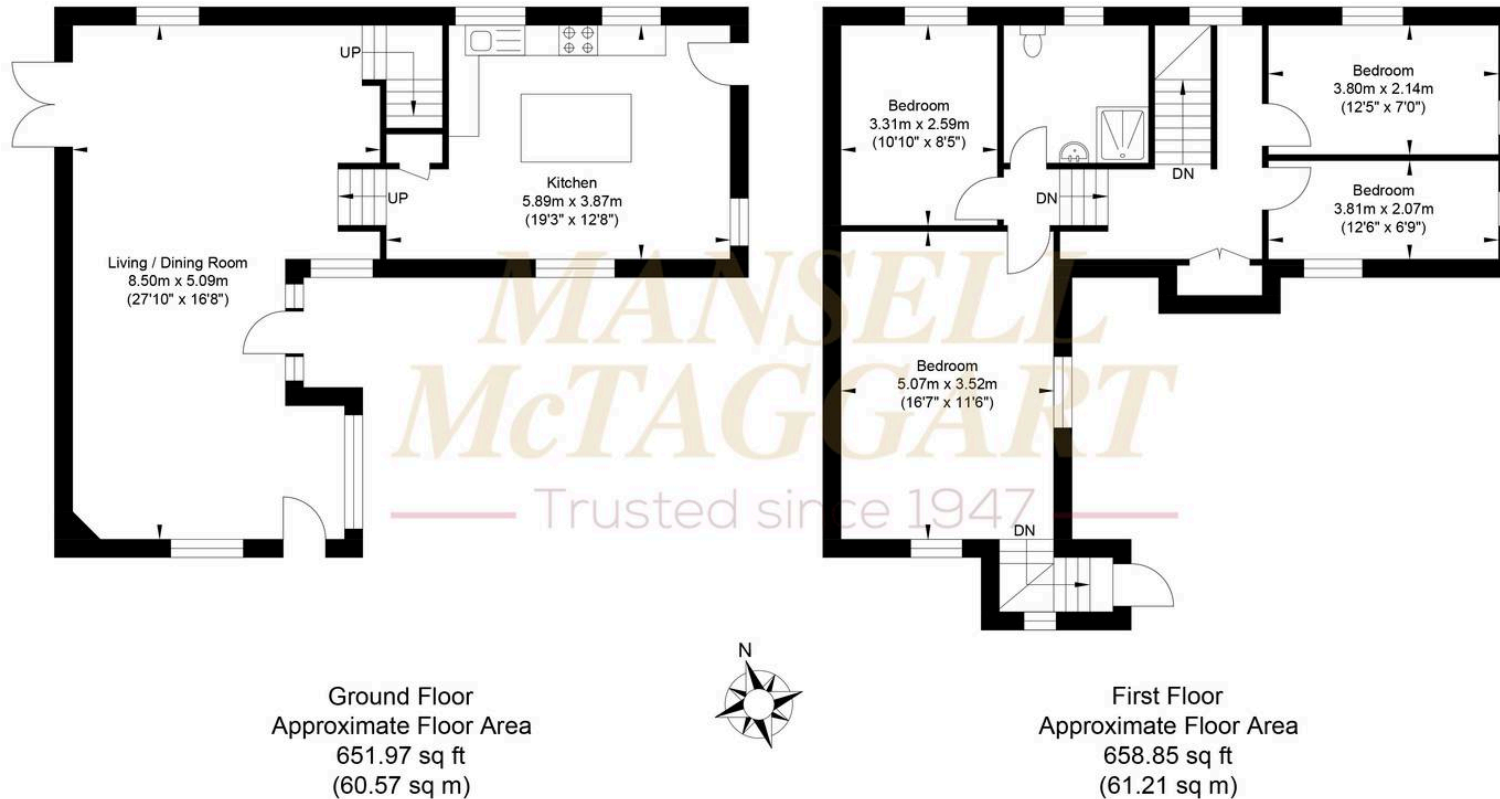 UP
UP
Living / Dining Room
8.50m x 5.09m
(27'10" x 16'8")
Kitchen
5.89m x 3.87m
(19'3" x 12'8")
Bedroom
3.31m x 2.59m
(10'10" x 8'5")
DN
DN
Bedroom
3.80m x 2.14m
(12'5" x 7'0")
Bedroom
3.81m x 2.07m
(12'6" x 6'9")
Bedroom
5.07m x 3.52m
(16'7" x 11'6")
DN
MANSELL
McTAGGART
Trusted since 1947
N
Ground Floor
Approximate Floor Area
651.97 sq ft
(60.57 sq m)
First Floor
Approximate Floor Area
658.85 sq ft
(61.21 sq m)